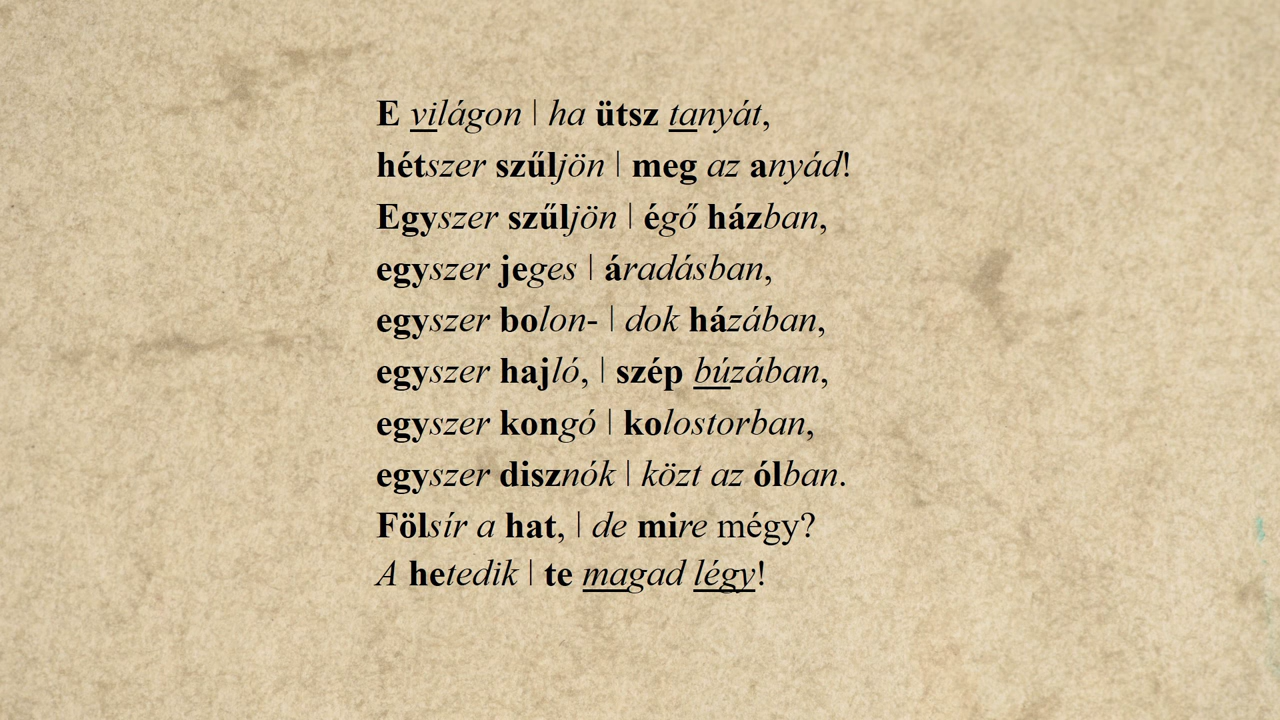 E világon | ha ütsz tanyát,
hétszer szűljön | meg az anyád!
Egyszer szűljön | égő házban,
egyszer jeges | áradásban,
egyszer bolon- | dok házában,
egyszer hajló, | szép búzában,
egyszer kongó | kolostorban,
egyszer disznók | közt az ólban.
Fölsír a hat, | de mire mégy?
A hetedik | te magad légy!